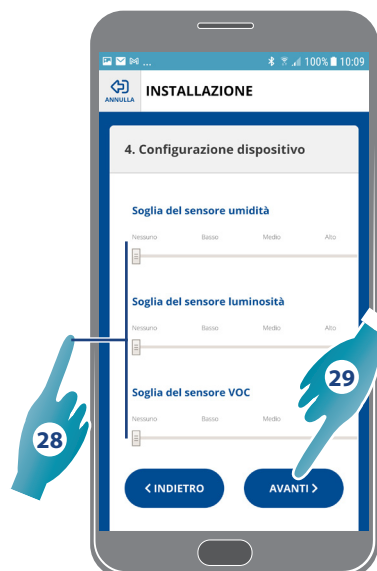 ... 100% 10:09
ANNULLA INSTALLAZIONE
4. Configurazione dispositivo
Soglia del sensore umidità
Nessuno Basso Medio Alto
Soglia del sensore luminosità
Nessuno Basso Medio Alto
29
Soglia del sensore VOC
Nessuno Basso Medio
28
< INDIETRO AVANTI >